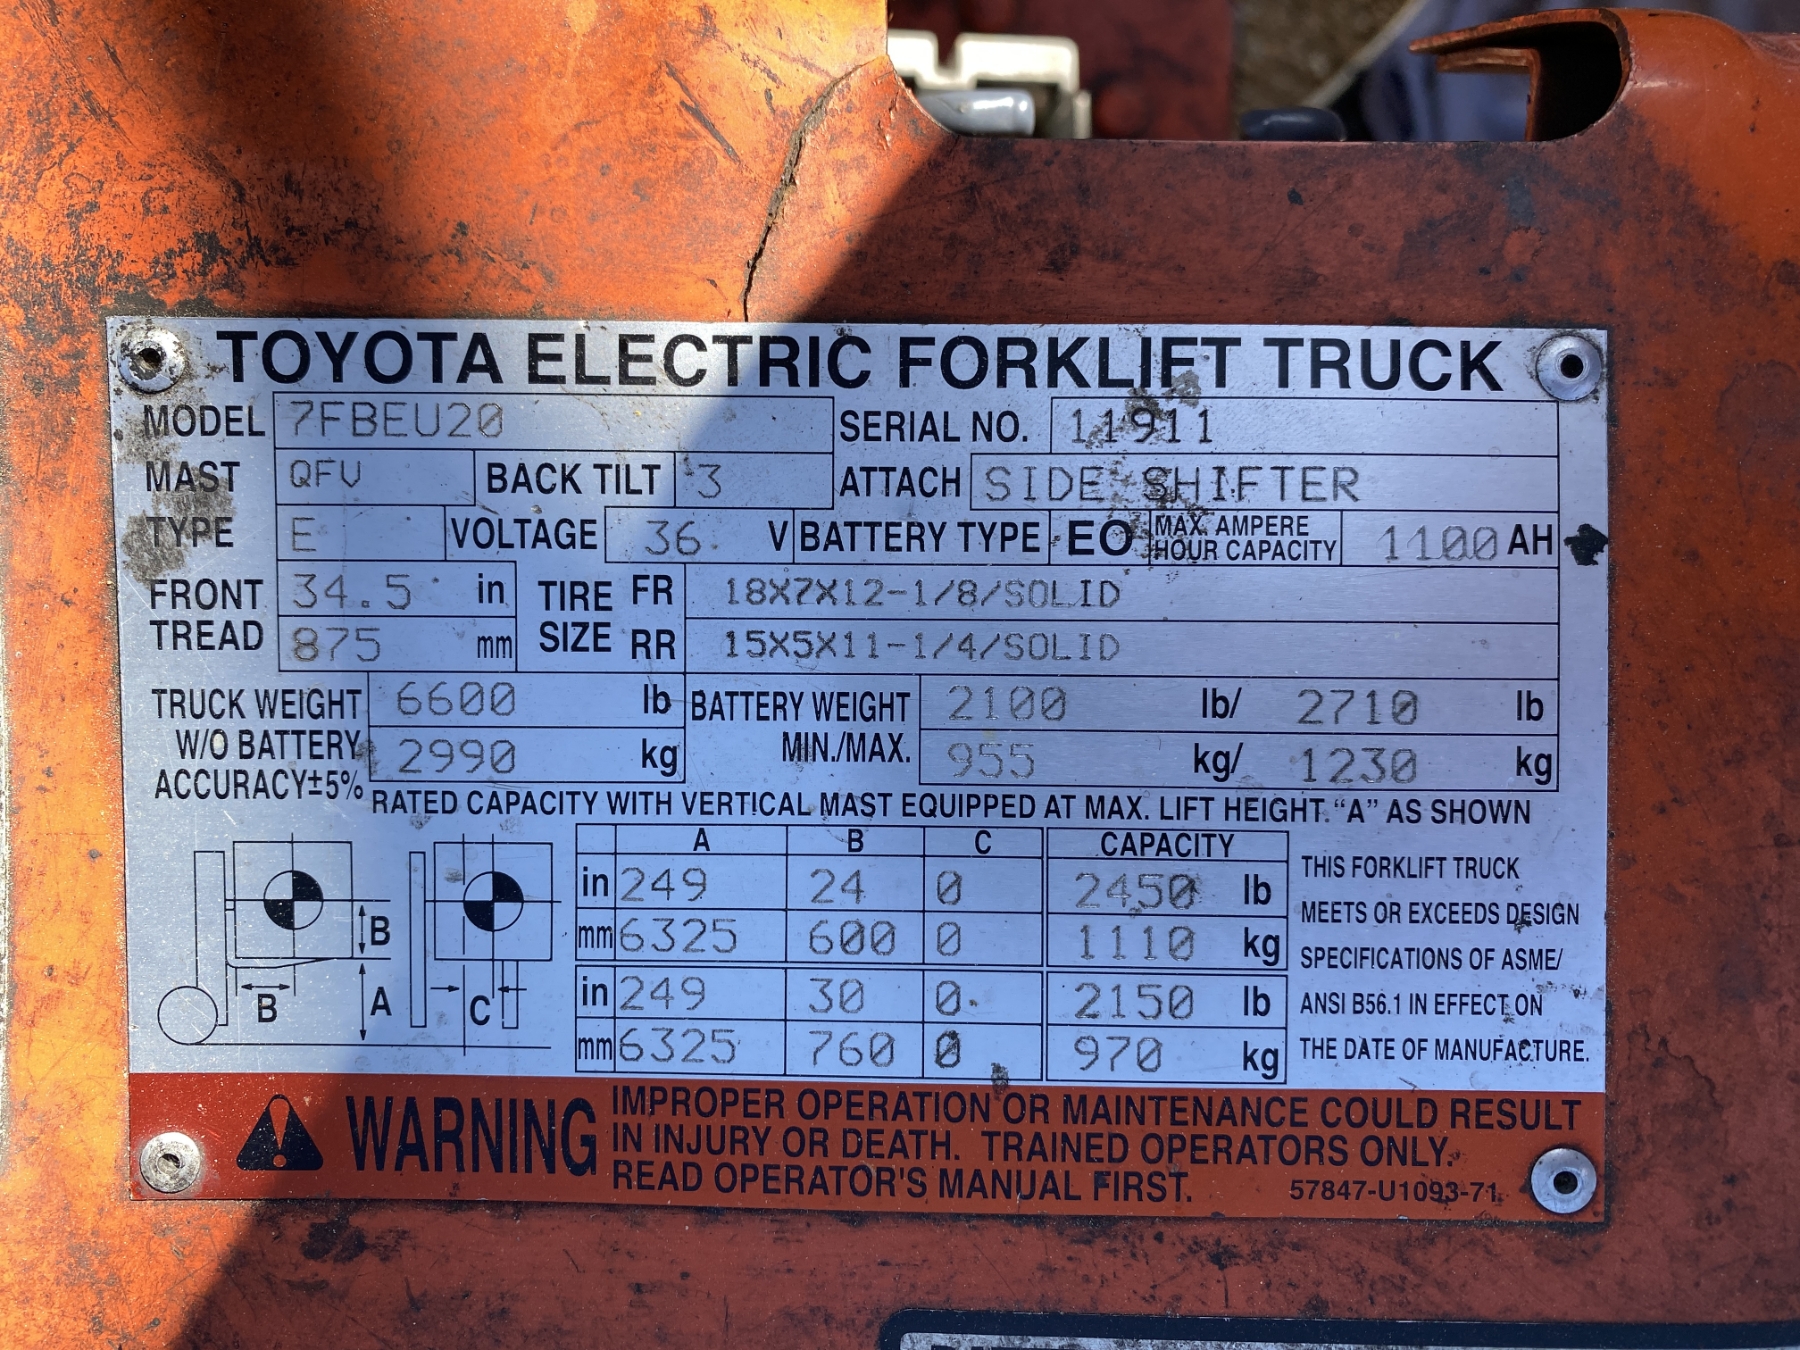 TOYOTA ELECTRIC FORKLIFT TRUCK
MODEL 7FBEU20 SERIAL NO. 11911
MAST QFV BACK TILT 3 ATTACH SIDE SHIFTER
TYPE E VOLTAGE 36 V BATTERY TYPE EO MAX. AMPERE HOUR CAPACITY 1100 AH
FRONT TREAD 34.5 in TIRE SIZE FR 18X7X12-1/8/SOLID
875 mm RR 15X5X11-1/4/SOLID
TRUCK WEIGHT 6600 lb BATTERY WEIGHT 2100 lb/ 2710 lb
W/O BATTERY 2990 kg MIN./MAX. 955 kg/ 1230 kg
ACCURACY±5%
RATED CAPACITY WITH VERTICAL MAST EQUIPPED AT MAX. LIFT HEIGHT "A" AS SHOWN
A B C CAPACITY
in 249 24 0 2450 lb
mm 6325 600 0 1110 kg
in 249 30 0 2150 lb
mm 6325 760 0 970 kg
B
B A C
THIS FORKLIFT TRUCK
MEETS OR EXCEEDS DESIGN
SPECIFICATIONS OF ASME/
ANSI B56.1 IN EFFECT ON
THE DATE OF MANUFACTURE.
WARNING
IMPROPER OPERATION OR MAINTENANCE COULD RESULT
IN INJURY OR DEATH. TRAINED OPERATORS ONLY.
READ OPERATOR'S MANUAL FIRST.
57847-U1093-71